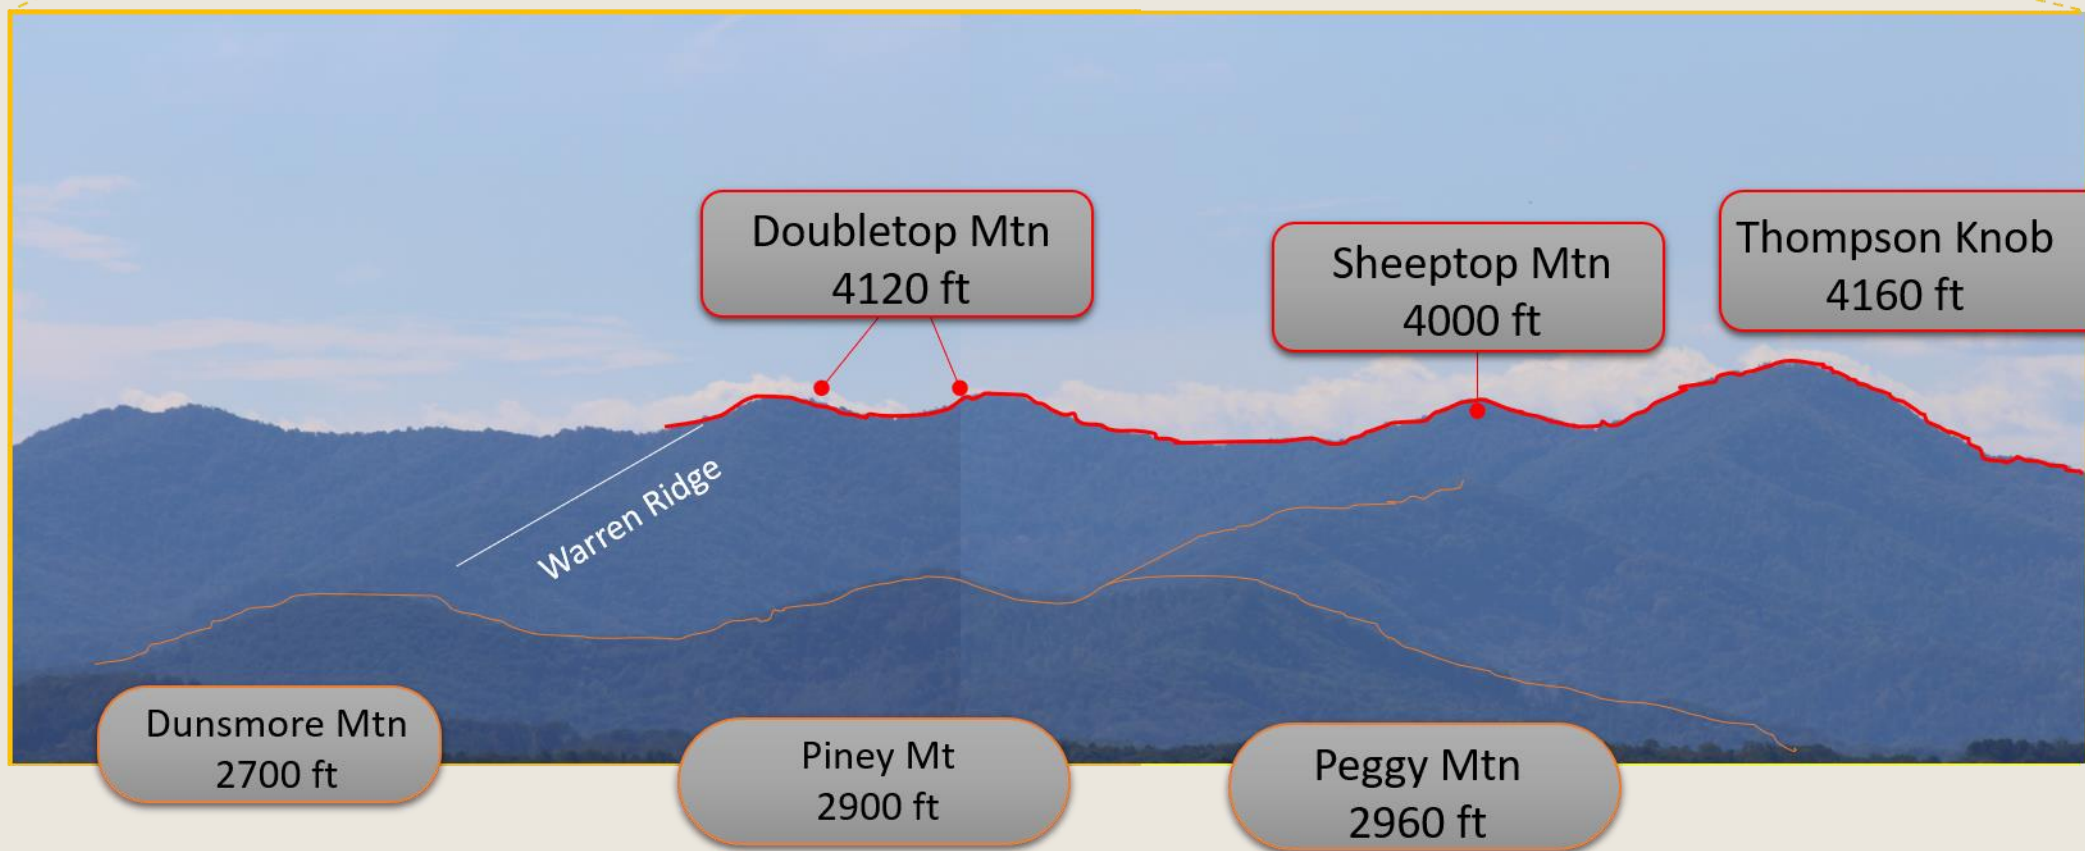 Doubletop Mtn
4120 ft
Sheeptop Mtn
4000 ft
Thompson Knob
4160 ft
Warren Ridge
Dunsmore Mtn
2700 ft
Piney Mt
2900 ft
Peggy Mtn
2960 ft